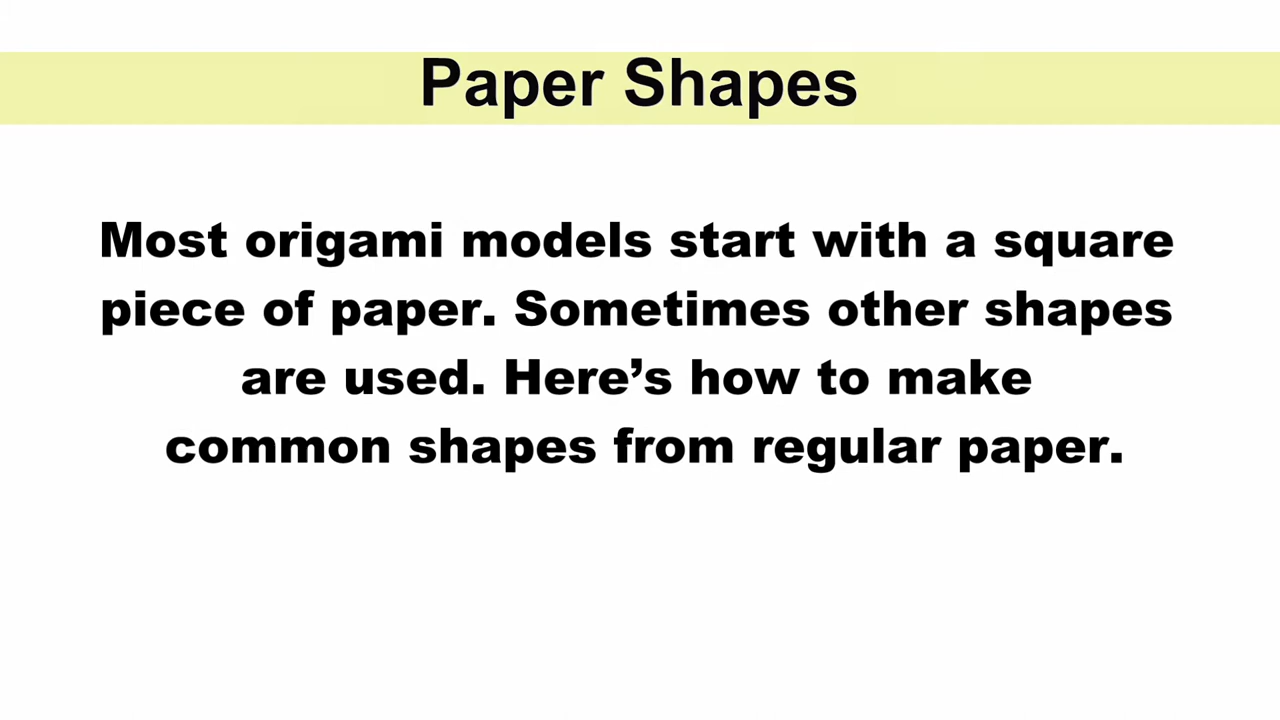 Paper Shapes
Most origami models start with a square
piece of paper. Sometimes other shapes
are used. Here’s how to make
common shapes from regular paper.